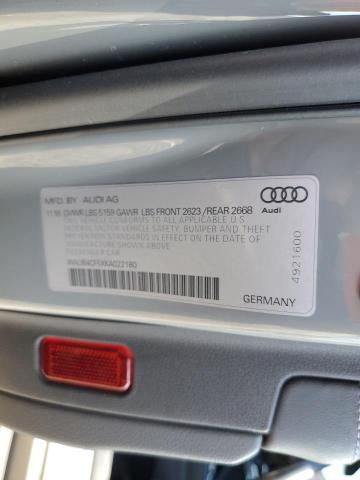 MFD. BY AUDI AG
11.18 GVWR LBS 5159 GAWR LBS FRONT 2623 /REAR 2668
THIS VEHICLE CONFORMS TO ALL APPLICABLE U.S.
FEDERAL MOTOR VEHICLE SAFETY, BUMPER AND THEFT
PREVENTION STANDARDS IN EFFECT ON THE DATE OF
MANUFACTURE SHOWN ABOVE
PASSENGER CAR
Audi
4921600
GERMANY